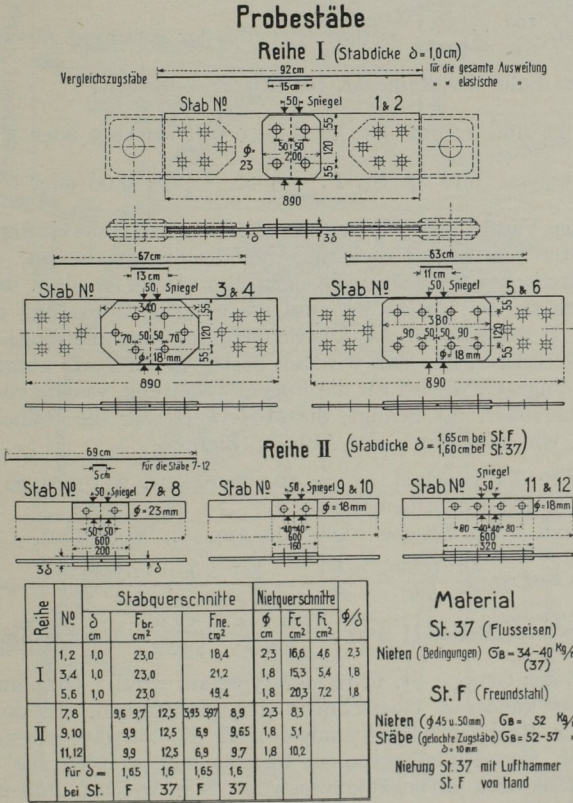 Probestäbe
Reihe I (Stabdicke δ = 1,0 cm)
92 cm
für die gesamte Ausweitung
15 cm
" " elastische "
Vergleichszugstäbe
Stab № 50 Spiegel 1 & 2
55
120
55
50 50
200
ϕ = 23
890
δ 3δ
67 cm 63 cm
13 cm 11 cm
Stab № 50 Spiegel 3 & 4
340
55
120
55
70 50 50 70
ϕ = 18 mm
890
Stab № 50 Spiegel 5 & 6
380
55
120
55
90 50 50 90
ϕ = 18 mm
890
Reihe II (Stabdicke δ = 1,65 cm bei St. F
1,60 cm bei St. 37)
69 cm
5 cm Für die Stäbe 7-12
Stab № 50 Spiegel 7 & 8
ϕ = 23 mm
50 50
600
200
3δ δ
Stab № 50 Spiegel 9 & 10
ϕ = 18 mm
40 40
600
160
Spiegel
Stab № 50 11 & 12
ϕ = 18 mm
80 40 40 80
600
320
Reihe № Stabquerschnitte Nietquerschnitte ϕ/δ
δ Fbr. Fne. ϕ Fτ Fl
cm cm² cm² cm cm² cm²
I 1,2 1,0 23,0 18,4 2,3 16,6 4,6 2,3
3,4 1,0 23,0 21,2 1,8 15,3 5,4 1,8
5,6 1,0 23,0 19,4 1,8 20,3 7,2 1,8
II 7,8 9,6 9,7 12,5 5,95 5,97 8,9 2,3 8,3
9,10 9,9 12,5 6,9 9,65 1,8 5,1
11,12 9,9 12,5 6,9 9,7 1,8 10,2
für δ = 1,65 1,6 1,65 1,6
bei St. F 37 F 37
Material
St. 37 (Flusseisen)
Nieten (Bedingungen) GB = 34-40 Kg/
(37)
St. F (Freundstahl)
Nieten (ϕ 45 u. 50 mm) GB = 52 Kg/
Stäbe (gelochte Zugstäbe) GB = 52-57
δ = 10 mm
Nietung St. 37 mit Lufthammer
St. F von Hand